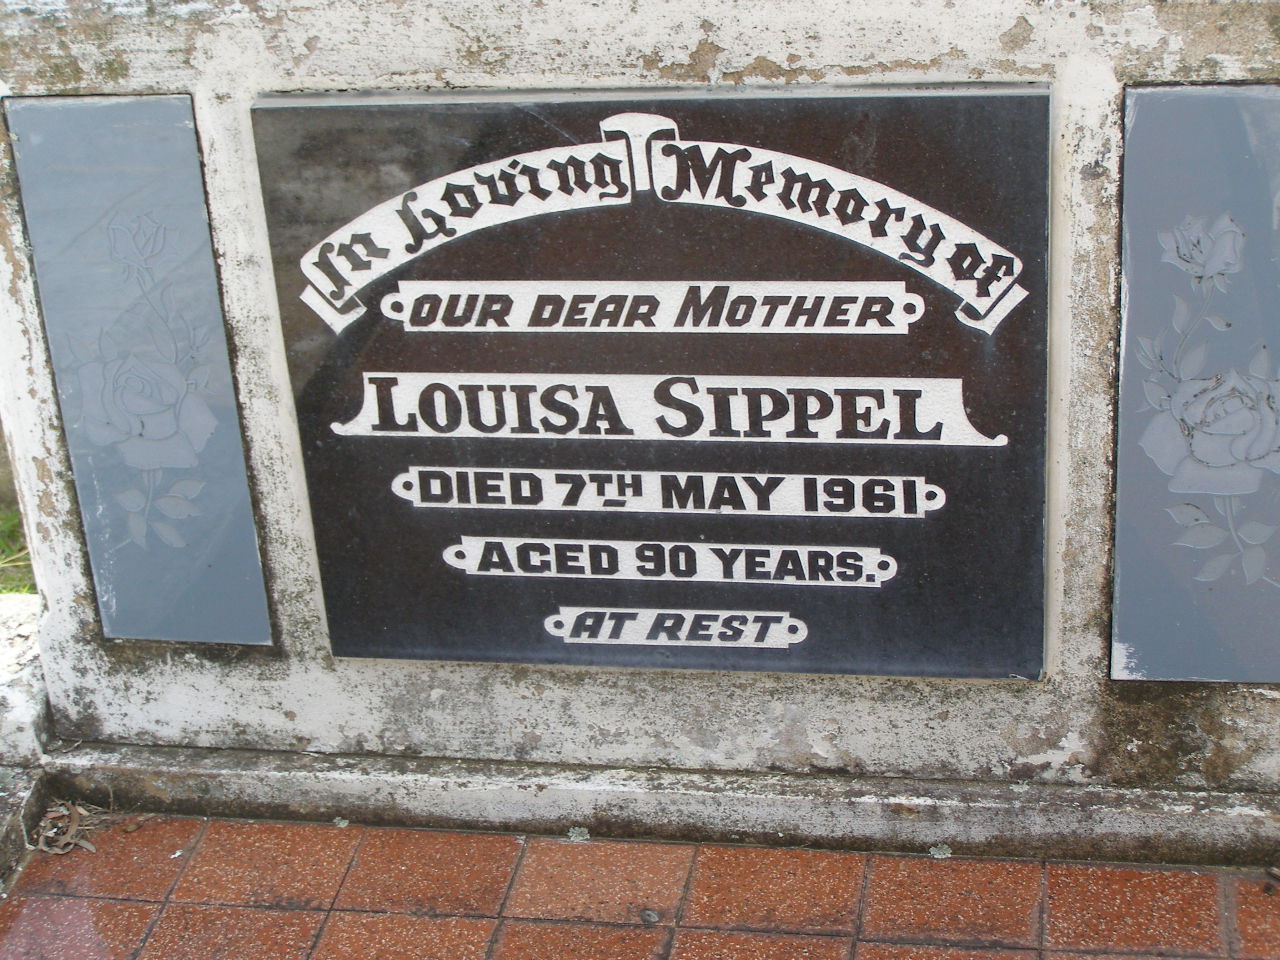 In Loving Memory of
OUR DEAR MOTHER
LOUISA SIPPEL
DIED 7TH MAY 1961
AGED 90 YEARS.
AT REST